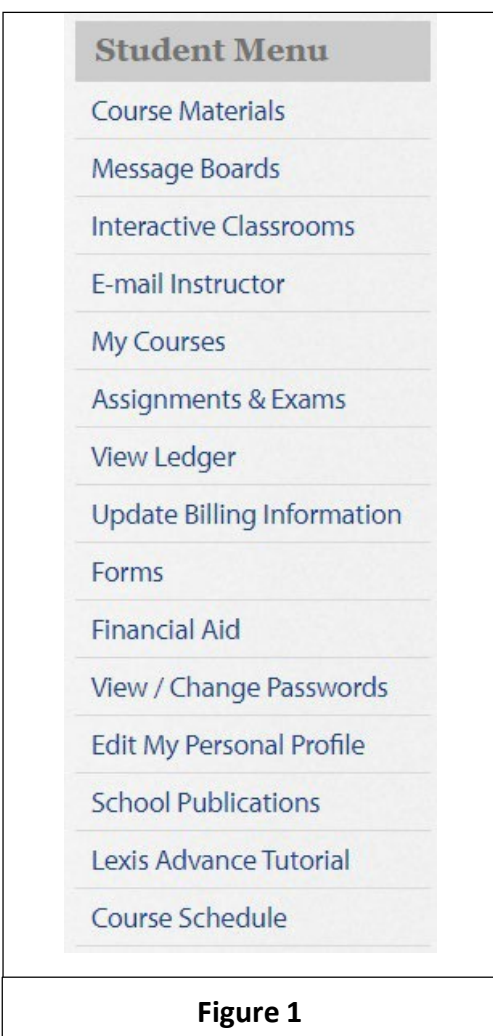 Student Menu
Course Materials
Message Boards
Interactive Classrooms
E-mail Instructor
My Courses
Assignments & Exams
View Ledger
Update Billing Information
Forms
Financial Aid
View / Change Passwords
Edit My Personal Profile
School Publications
Lexis Advance Tutorial
Course Schedule
Figure 1